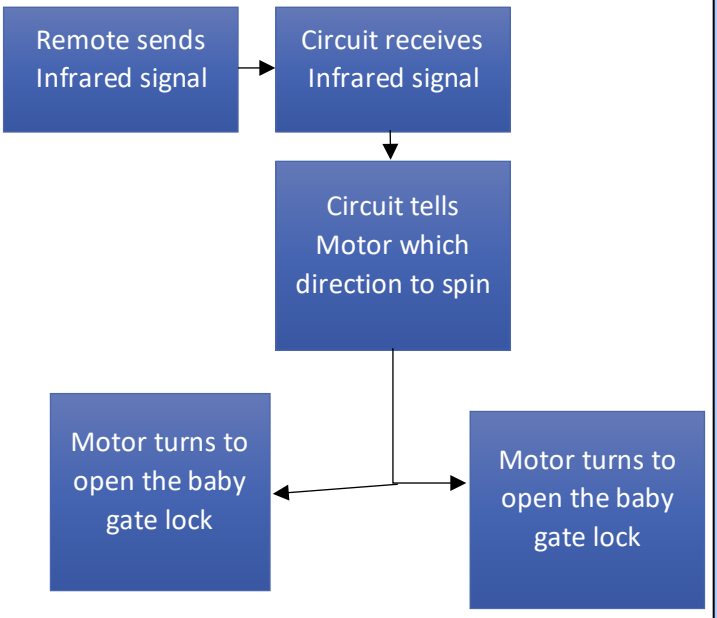 Remote sends
Infrared signal
Circuit receives
Infrared signal
Circuit tells
Motor which
direction to spin
Motor turns to
open the baby
gate lock
Motor turns to
open the baby
gate lock